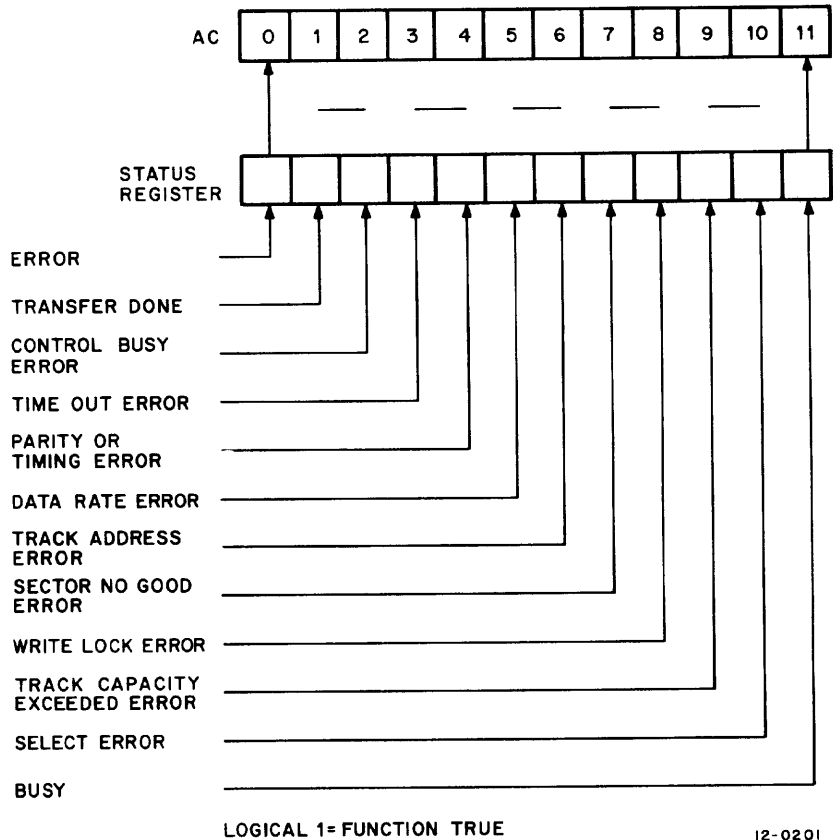 AC 0 1 2 3 4 5 6 7 8 9 10 11
STATUS
REGISTER
ERROR
TRANSFER DONE
CONTROL BUSY
ERROR
TIME OUT ERROR
PARITY OR
TIMING ERROR
DATA RATE ERROR
TRACK ADDRESS
ERROR
SECTOR NO GOOD
ERROR
WRITE LOCK ERROR
TRACK CAPACITY
EXCEEDED ERROR
SELECT ERROR
BUSY
LOGICAL 1= FUNCTION TRUE
12-0201